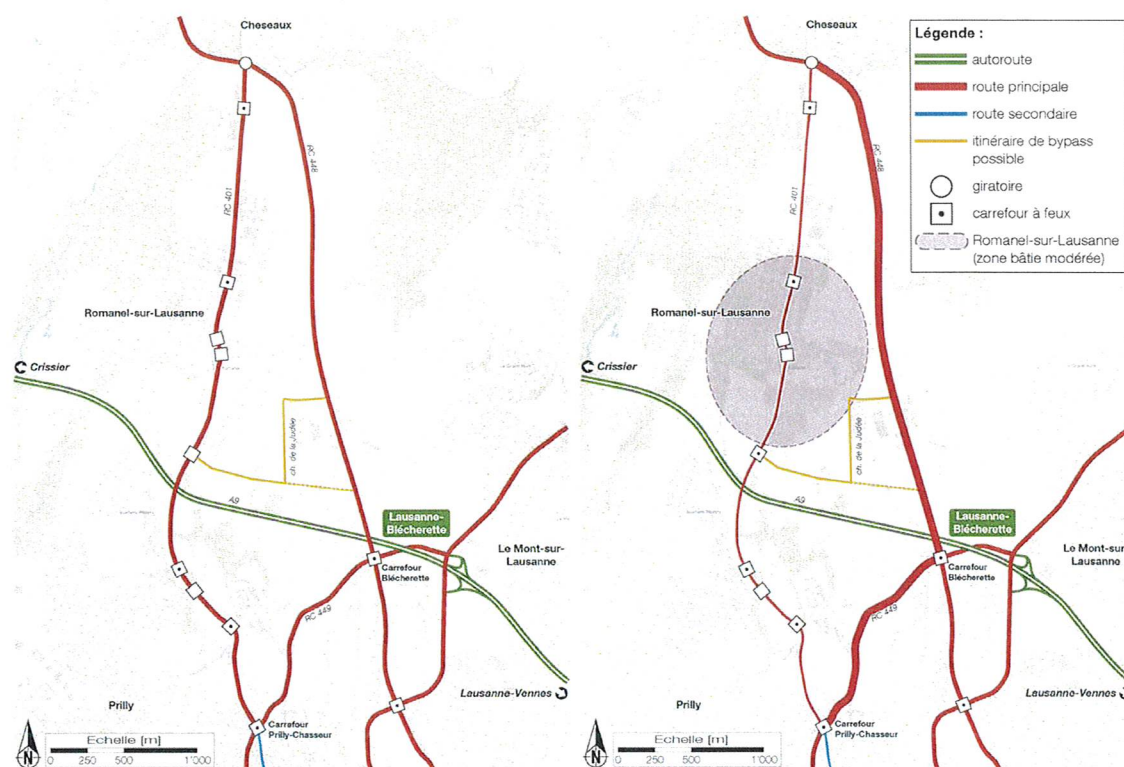 Cheseaux
RC 448
RC 401
Romanel-sur-Lausanne
Crissier
ch. de la Judée
A9
Lausanne-
Blécherette
Le Mont-sur-
Lausanne
Carrefour
Blécherette
RC 449
Lausanne-Vennes
Prilly
Carrefour
Prilly-Chasseur
N
Echelle [m]
0 250 500 1'000
Cheseaux
RC 448
RC 401
Romanel-sur-Lausanne
Crissier
ch. de la Judée
A9
Lausanne-
Blécherette
Le Mont-sur-
Lausanne
Carrefour
Blécherette
RC 449
Lausanne-Vennes
Prilly
Carrefour
Prilly-Chasseur
N
Echelle [m]
0 250 500 1'000
Légende :
autoroute
route principale
route secondaire
itinéraire de bypass
possible
giratoire
carrefour à feux
Romanel-sur-Lausanne
(zone bâtie modérée)